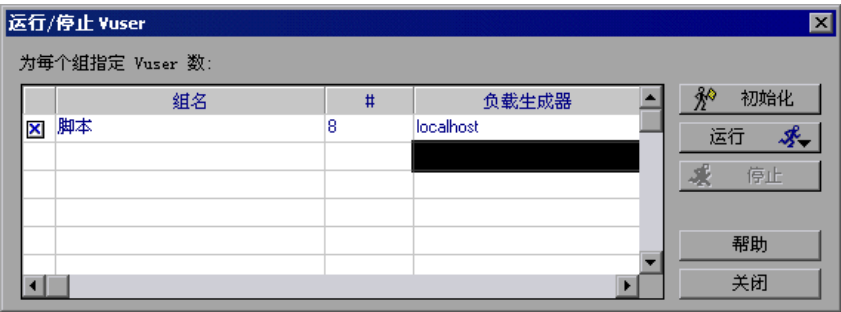 运行/停止 Vuser
为每个组指定 Vuser 数:
组名 # 负载生成器
脚本 8 localhost
初始化
运行
停止
帮助
关闭